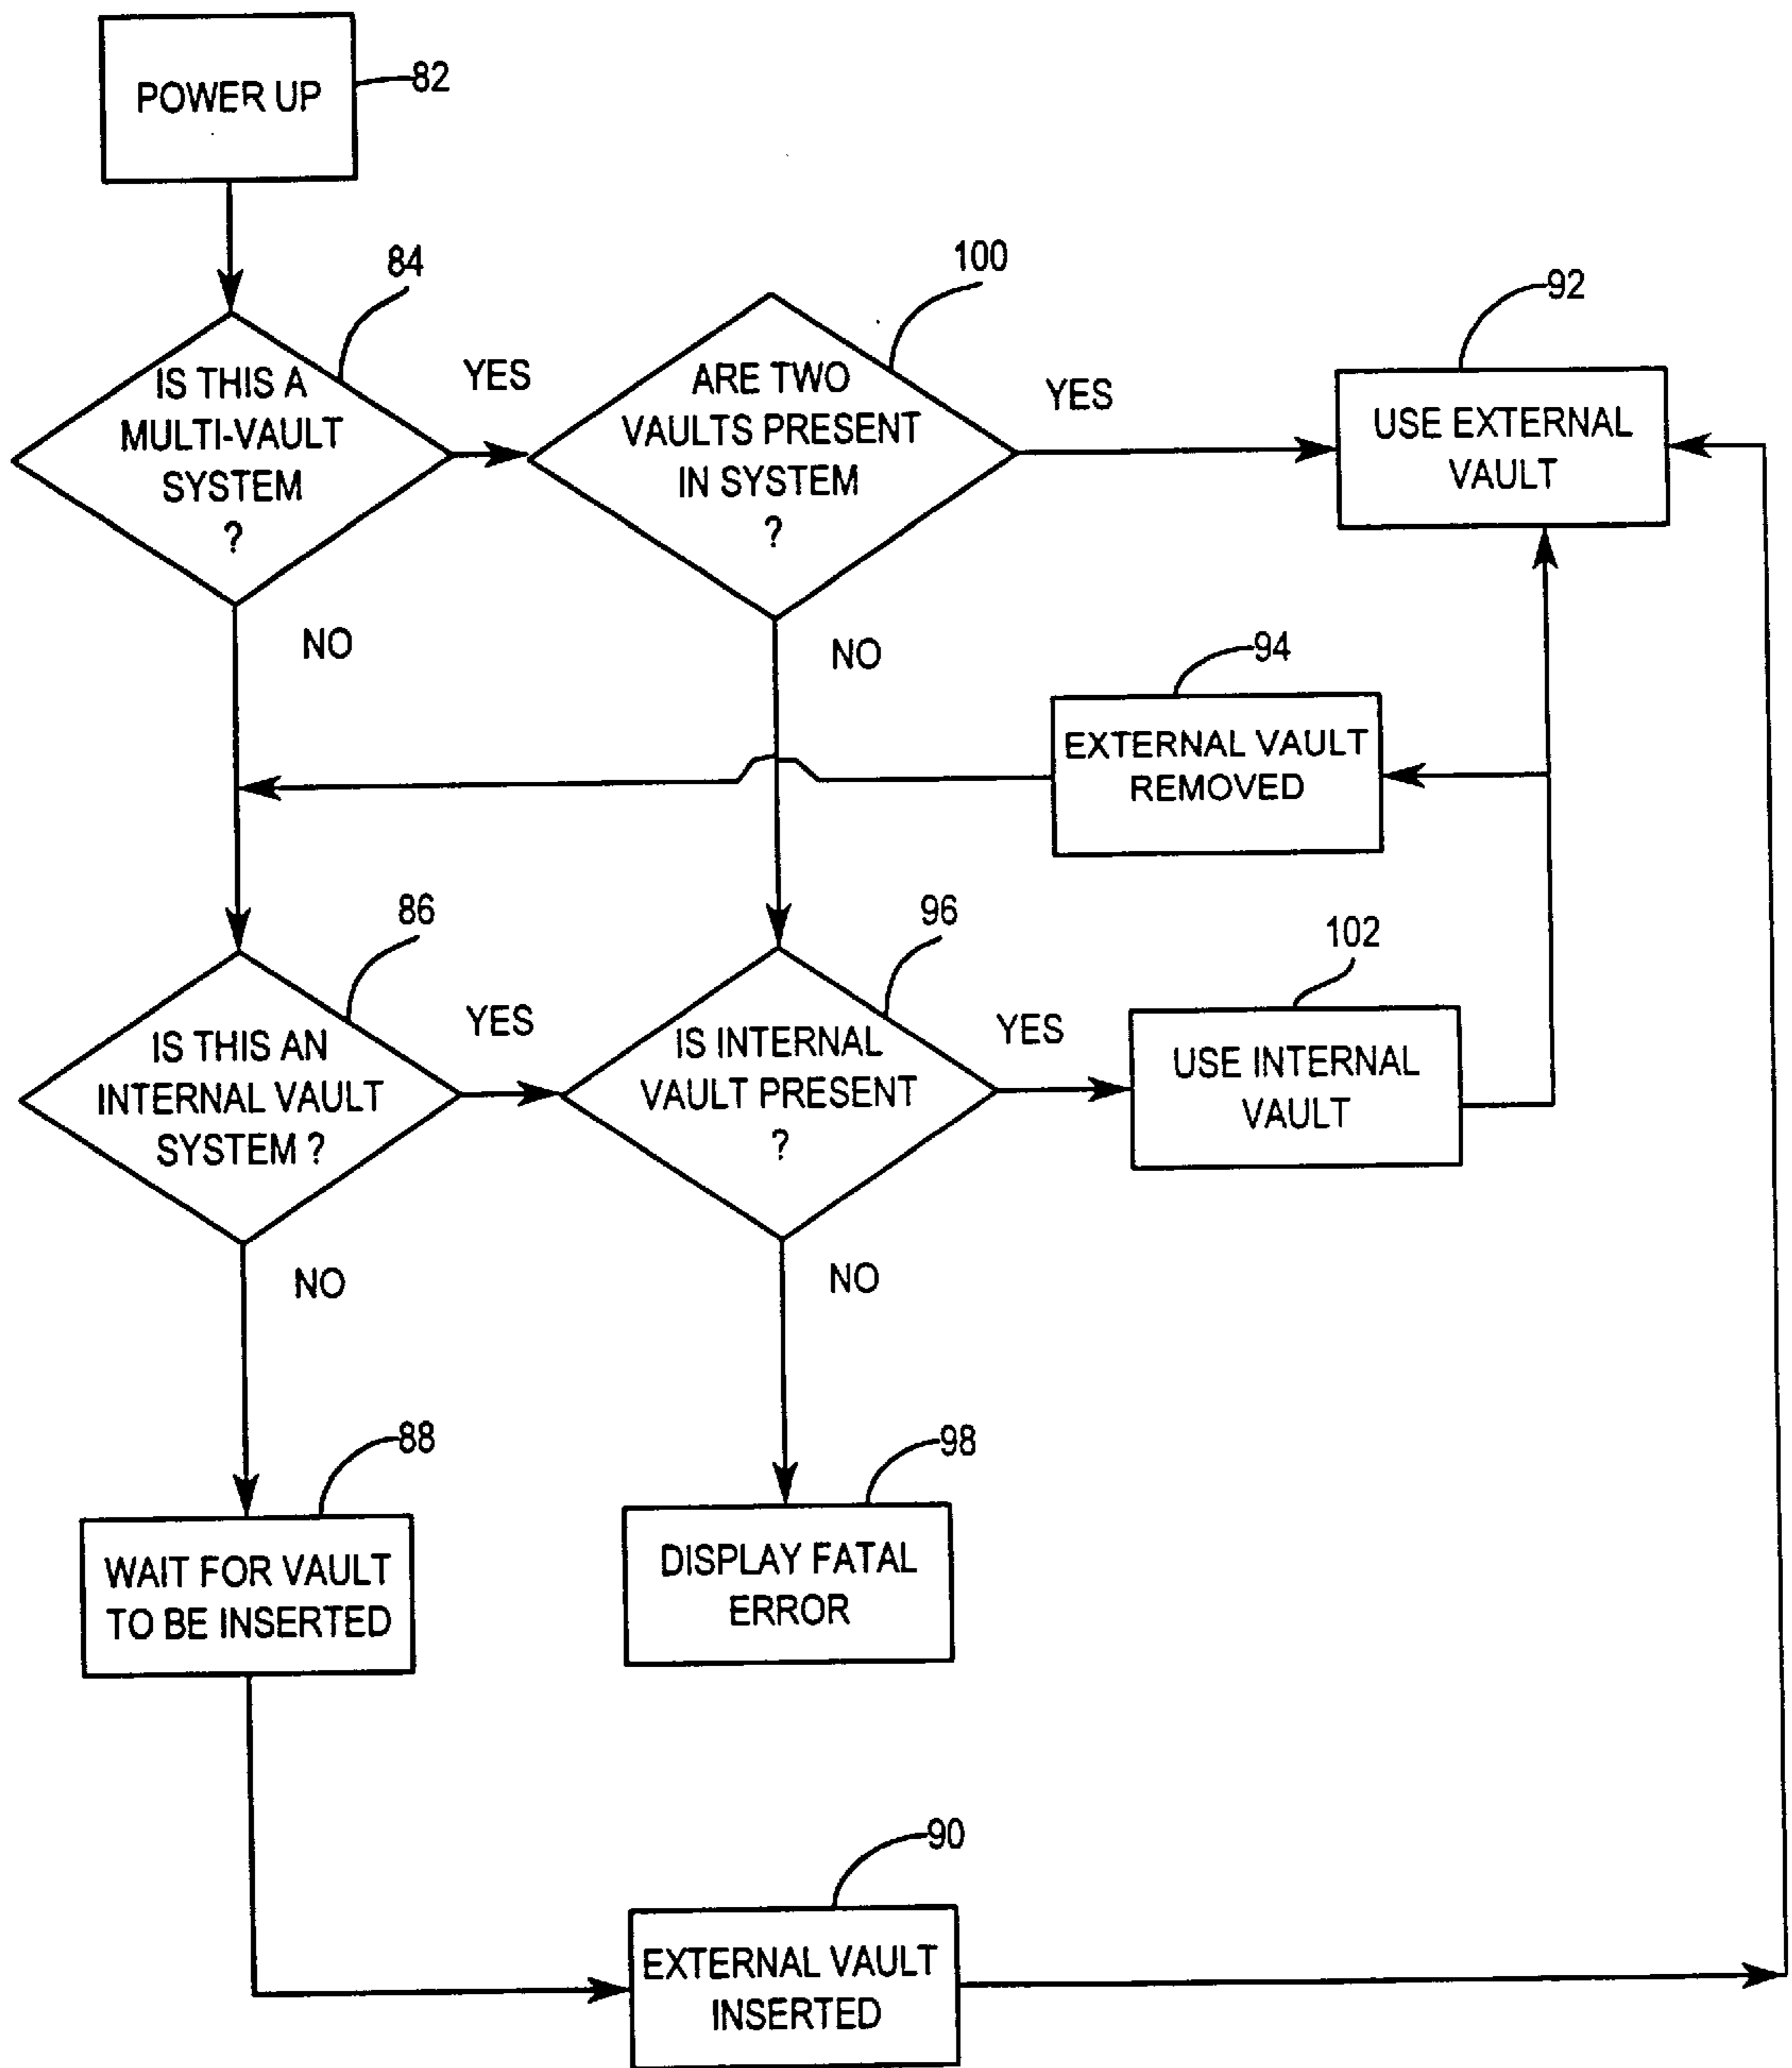 POWER UP
82
84
100
92
IS THIS A
MULTI-VAULT
SYSTEM
?
YES
ARE TWO
VAULTS PRESENT
IN SYSTEM
?
YES
USE EXTERNAL
VAULT
NO
NO
94
EXTERNAL VAULT
REMOVED
86
96
102
IS THIS AN
INTERNAL VAULT
SYSTEM ?
YES
IS INTERNAL
VAULT PRESENT
?
YES
USE INTERNAL
VAULT
NO
NO
88
98
WAIT FOR VAULT
TO BE INSERTED
DISPLAY FATAL
ERROR
90
EXTERNAL VAULT
INSERTED